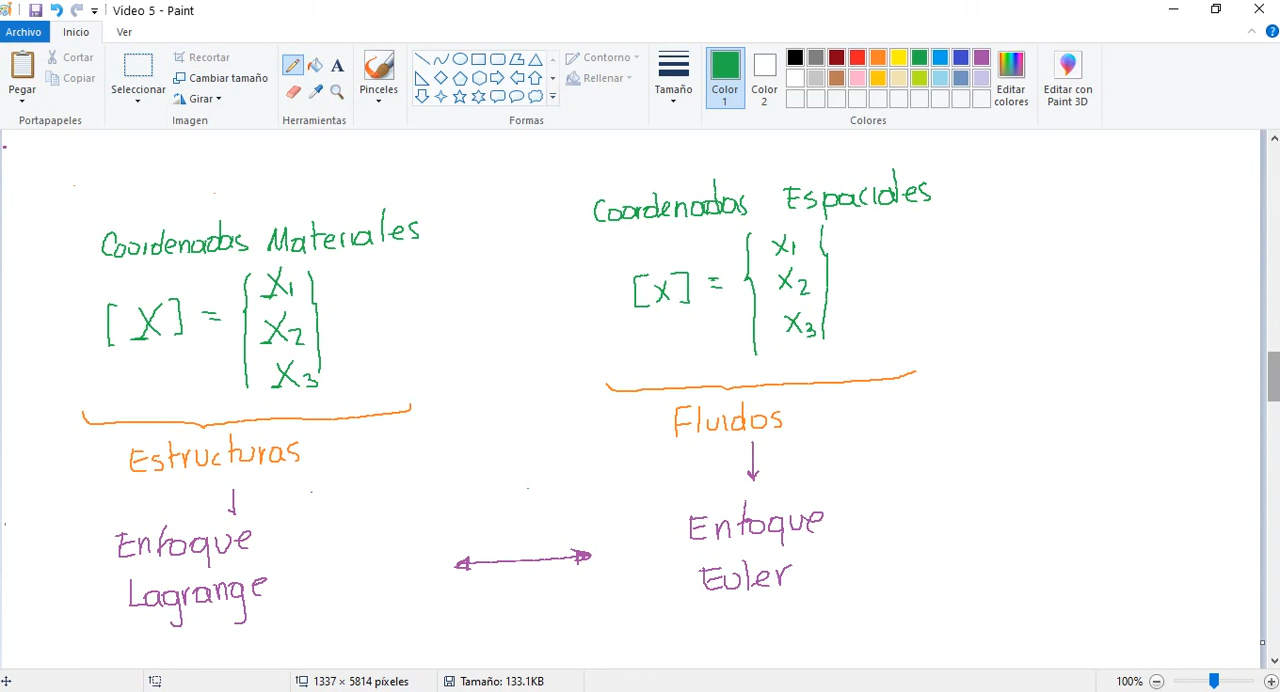 Video 5 - Paint
Archivo Inicio Ver
Pegar
Cortar
Copiar
Portapapeles
Seleccionar
Recortar
Cambiar tamaño
Girar
Imagen
A
Herramientas
Pinceles
Contorno
Rellenar
Formas
Tamaño
Color 1
Color 2
Editar colores
Colores
Editar con Paint 3D
Coordenadas Materiales
[X] = { X1
X2
X3 }
Estructuras
Enfoque
Lagrange
Coordenadas Espaciales
[x] = { x1
x2
x3 }
Fluidos
Enfoque
Euler
1337 × 5814 píxeles
Tamaño: 133.1KB
100%